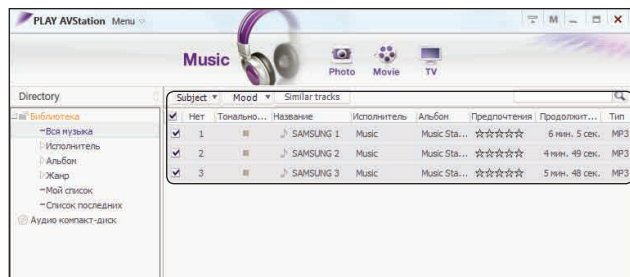 PLAY AVStation Menu
M
Music
Photo Movie TV
Directory
Subject Mood Similar tracks
Библиотека
Нет Тонально... Название Исполнитель Альбом Предпочтения Продолжит... Тип
Вся музыка
1 SAMSUNG 1 Music Music Sta... ☆☆☆☆☆ 6 мин. 5 сек. MP3
Исполнитель
Альбом
2 SAMSUNG 2 Music Music Sta... ☆☆☆☆☆ 4 мин. 49 сек. MP3
Жанр
3 SAMSUNG 3 Music Music Sta... ☆☆☆☆☆ 5 мин. 48 сек. MP3
Мой список
Список последних
Аудио компакт-диск